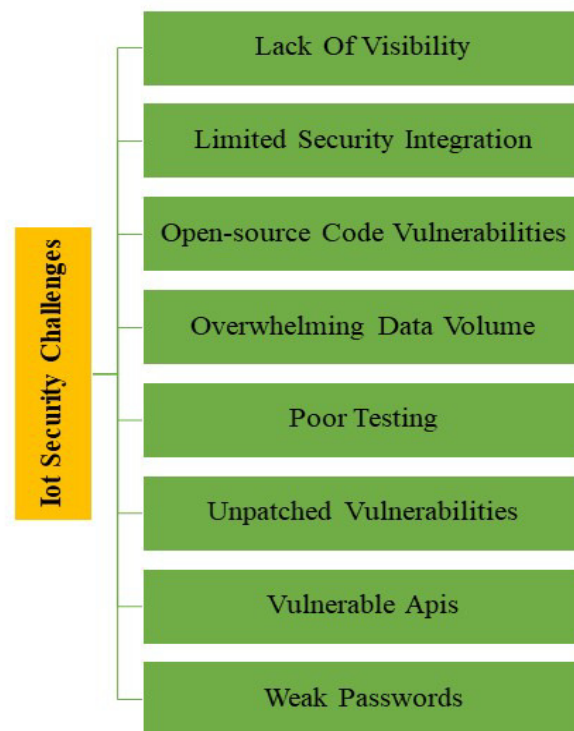 Iot Security Challenges
Lack Of Visibility
Limited Security Integration
Open-source Code Vulnerabilities
Overwhelming Data Volume
Poor Testing
Unpatched Vulnerabilities
Vulnerable Apis
Weak Passwords